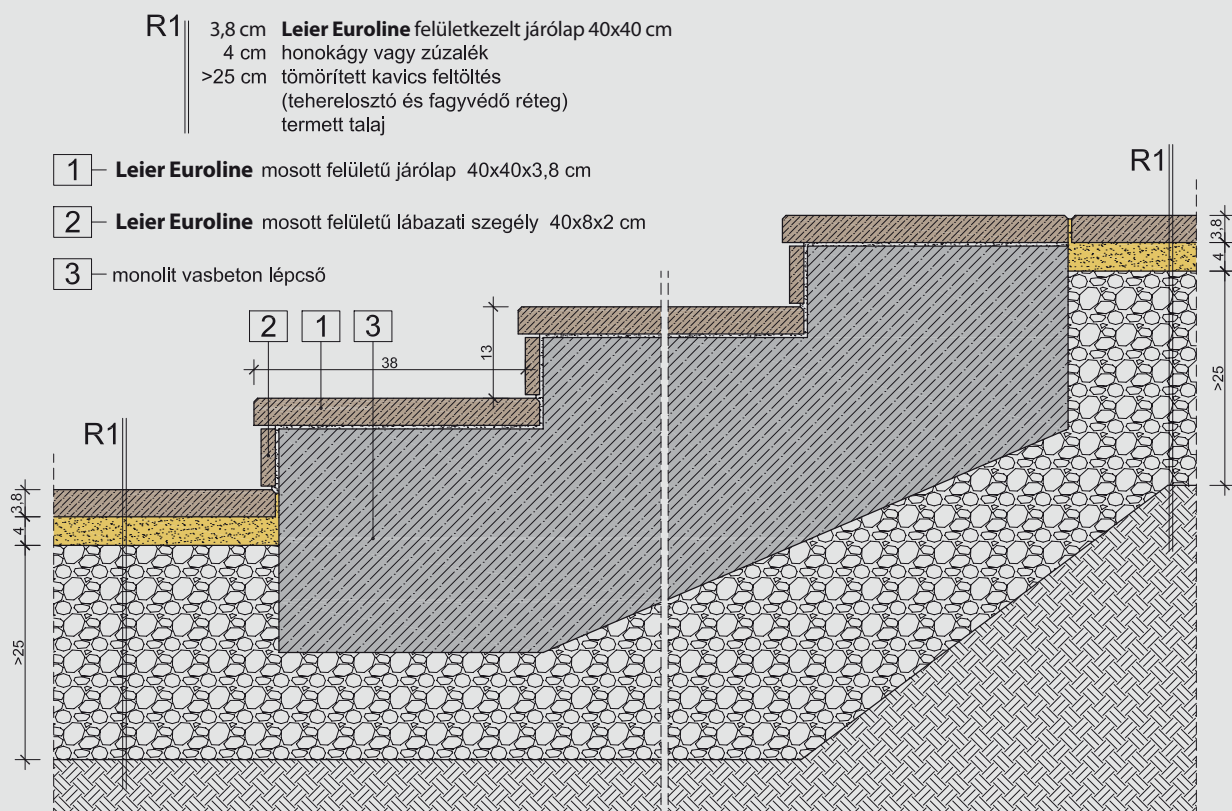 R1
3,8 cm Leier Euroline felületkezelt járólap 40x40 cm
4 cm honokágy vagy zúzalék
>25 cm tömörített kavics feltöltés
(teherelosztó és fagyvédő réteg)
termett talaj
1 Leier Euroline mosott felületű járólap 40x40x3,8 cm
2 Leier Euroline mosott felületű lábazati szegély 40x8x2 cm
3 monolit vasbeton lépcső
R1
3,8
4
>25
2 1 3
38
13
R1
3,8
4
>25